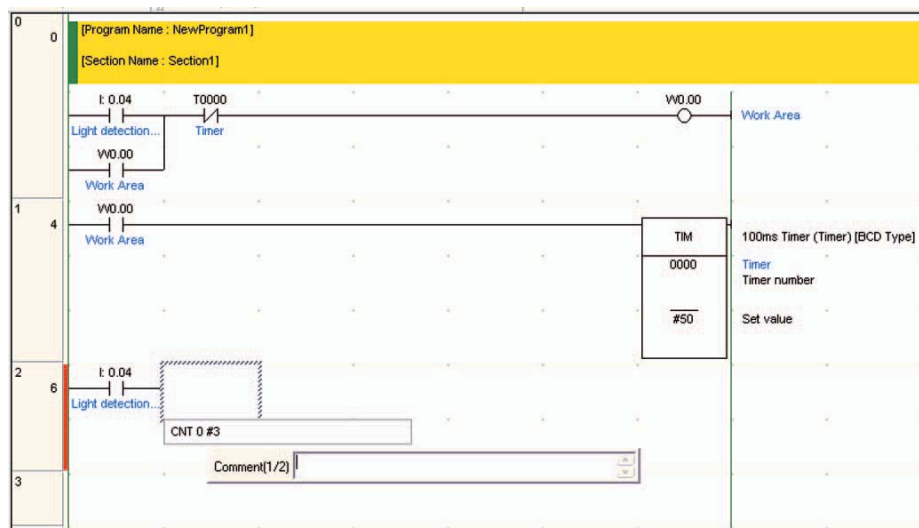 0
0
[Program Name : NewProgram1]
[Section Name : Section1]
I: 0.04
T0000
W0.00
Work Area
Light detection...
Timer
W0.00
Work Area
1
4
W0.00
Work Area
TIM
100ms Timer (Timer) [BCD Type]
0000
Timer
Timer number
#50
Set value
2
6
I: 0.04
Light detection...
CNT 0 #3
Comment(1/2)
3